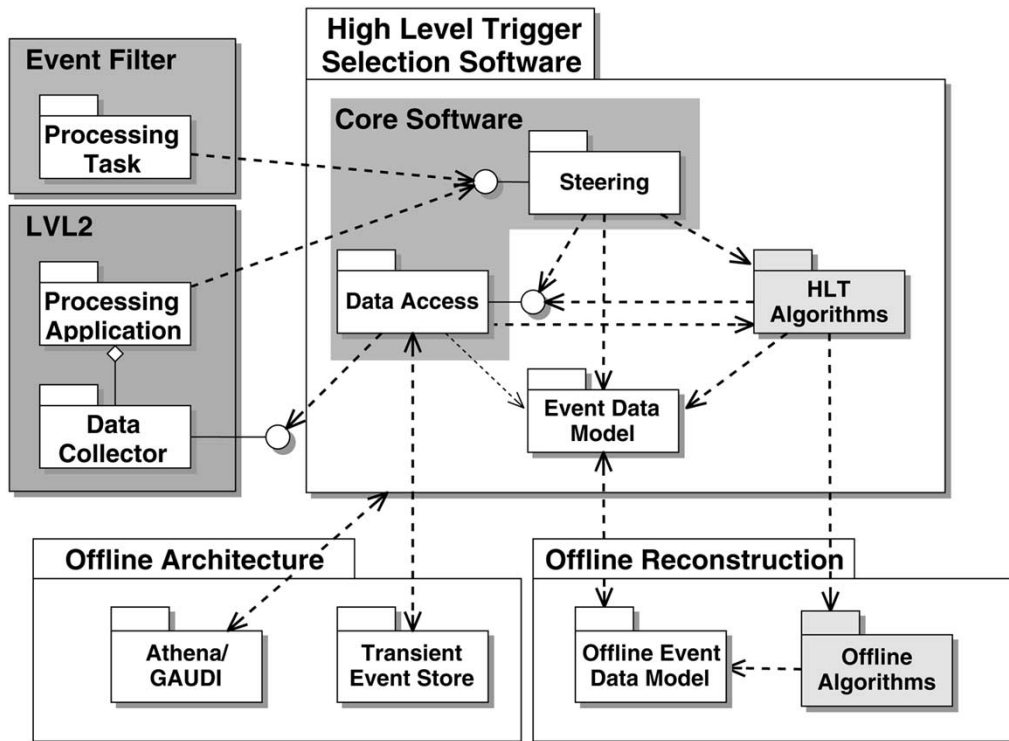 High Level Trigger
Selection Software
Event Filter
Processing
Task
Core Software
Steering
LVL2
Processing
Application
Data Access
HLT
Algorithms
Data
Collector
Event Data
Model
Offline Architecture
Athena/
GAUDI
Transient
Event Store
Offline Reconstruction
Offline Event
Data Model
Offline
Algorithms